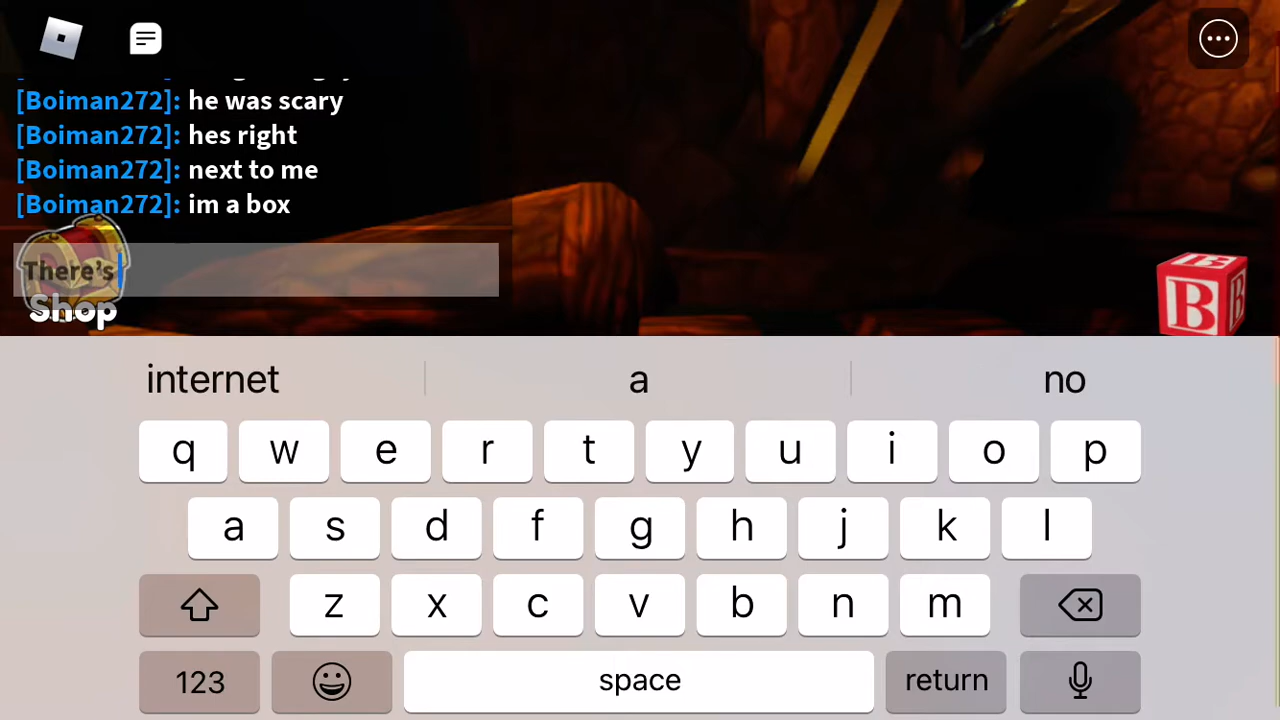 [Boiman272]: he was scary
[Boiman272]: hes right
[Boiman272]: next to me
[Boiman272]: im a box
There's
Shop
B
B
B
internet a no
q w e r t y u i o p
a s d f g h j k l
z x c v b n m
123 space return